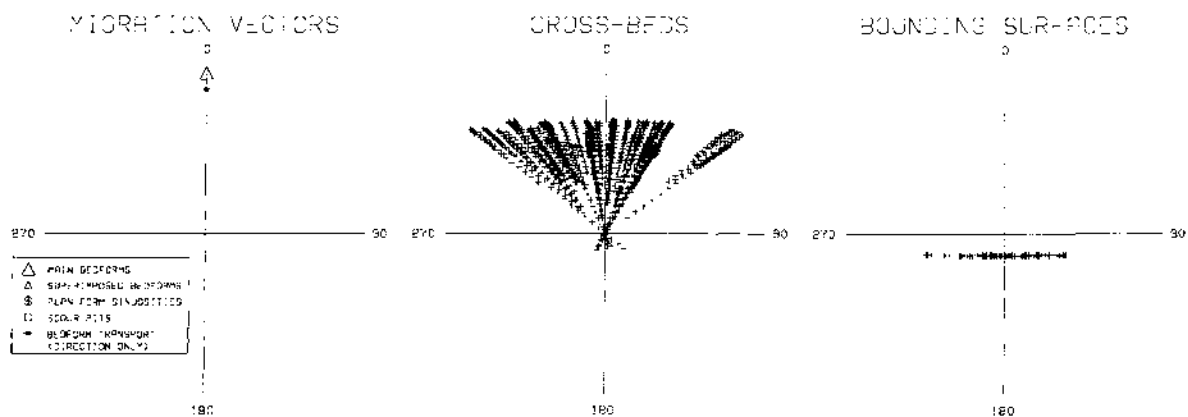 MIGRATION VECTORS
0
270
90
180
MAIN BEDFORMS
SUPERIMPOSED BEDFORMS
PLAN-FORM SINUOSITIES
SCOUR PITS
BEDFORM TRANSPORT
(DIRECTION ONLY)
CROSS-BEDS
0
270
90
180
BOUNDING SURFACES
0
270
90
180